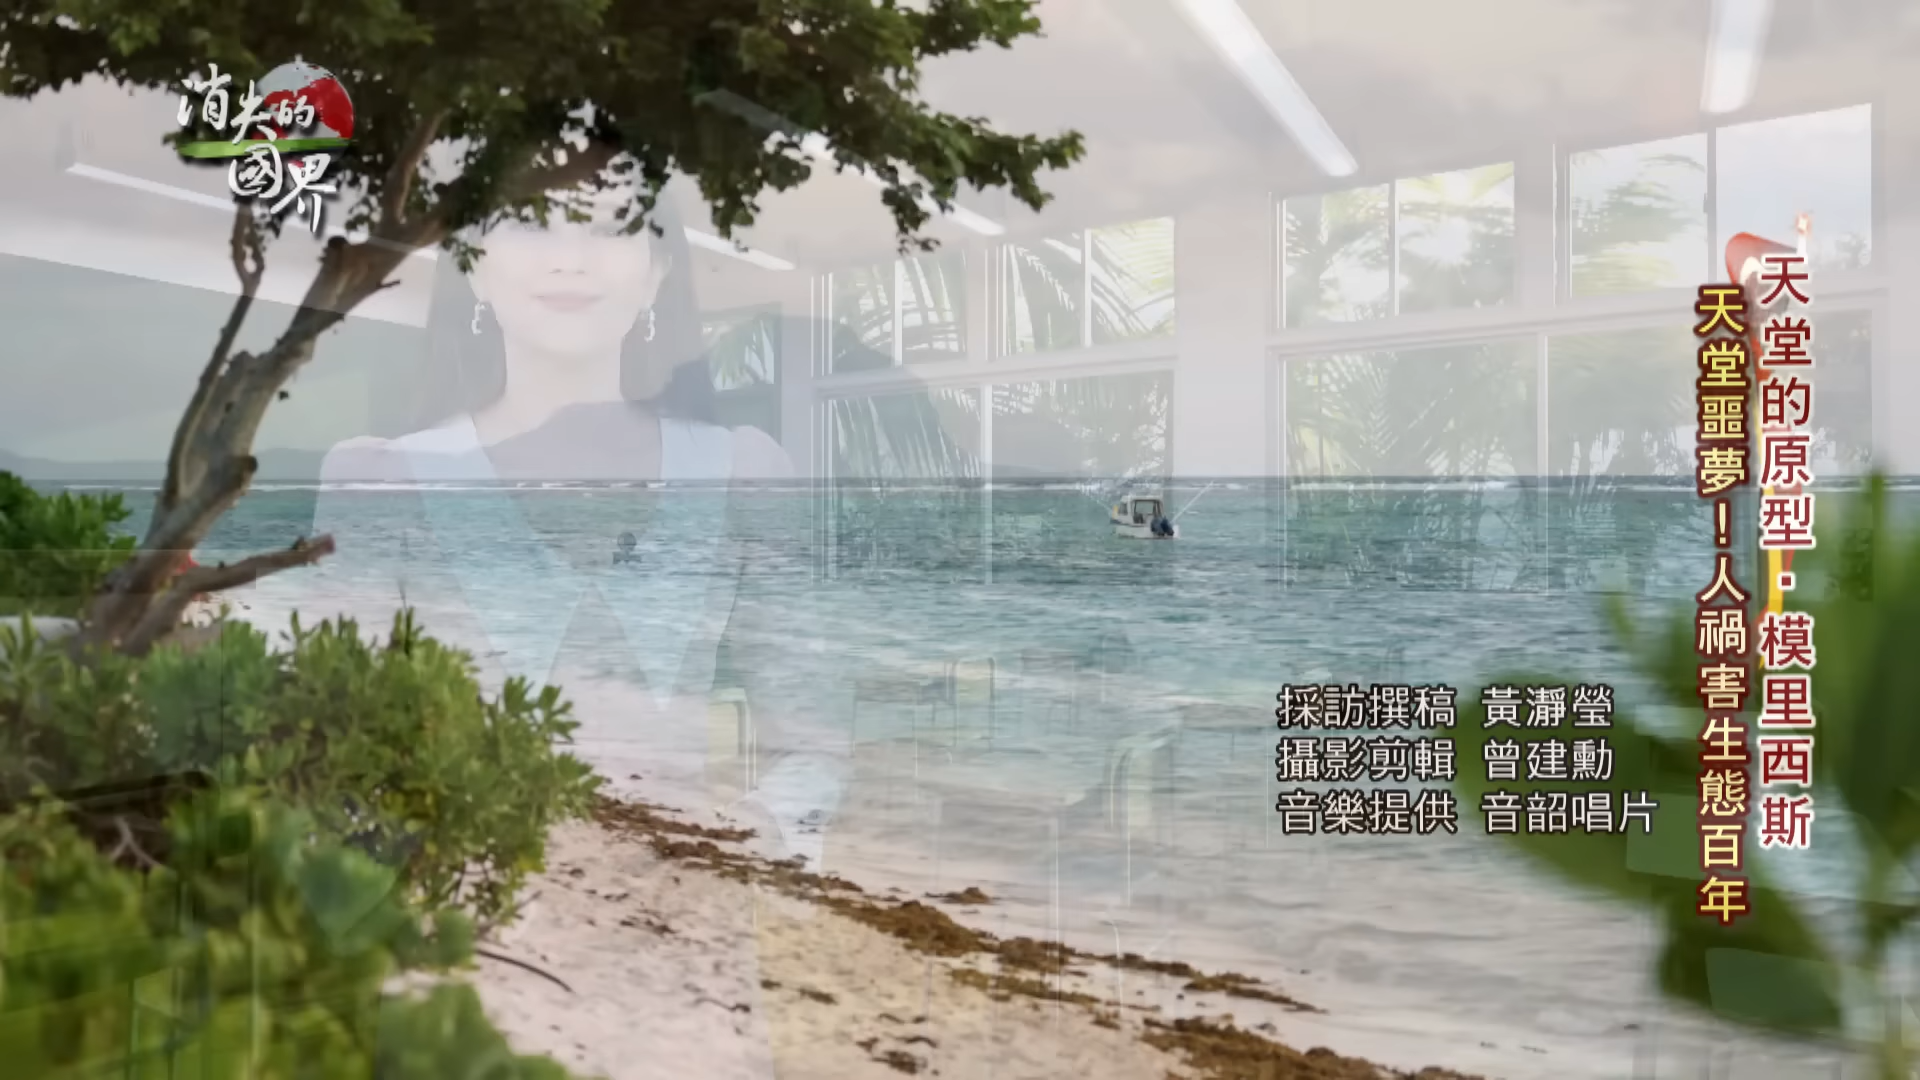 消失的
國界
天堂的原型·模里西斯
天堂噩夢!人禍害生態百年
採訪撰稿 黃瀞瑩
攝影剪輯 曾建勳
音樂提供 音韶唱片